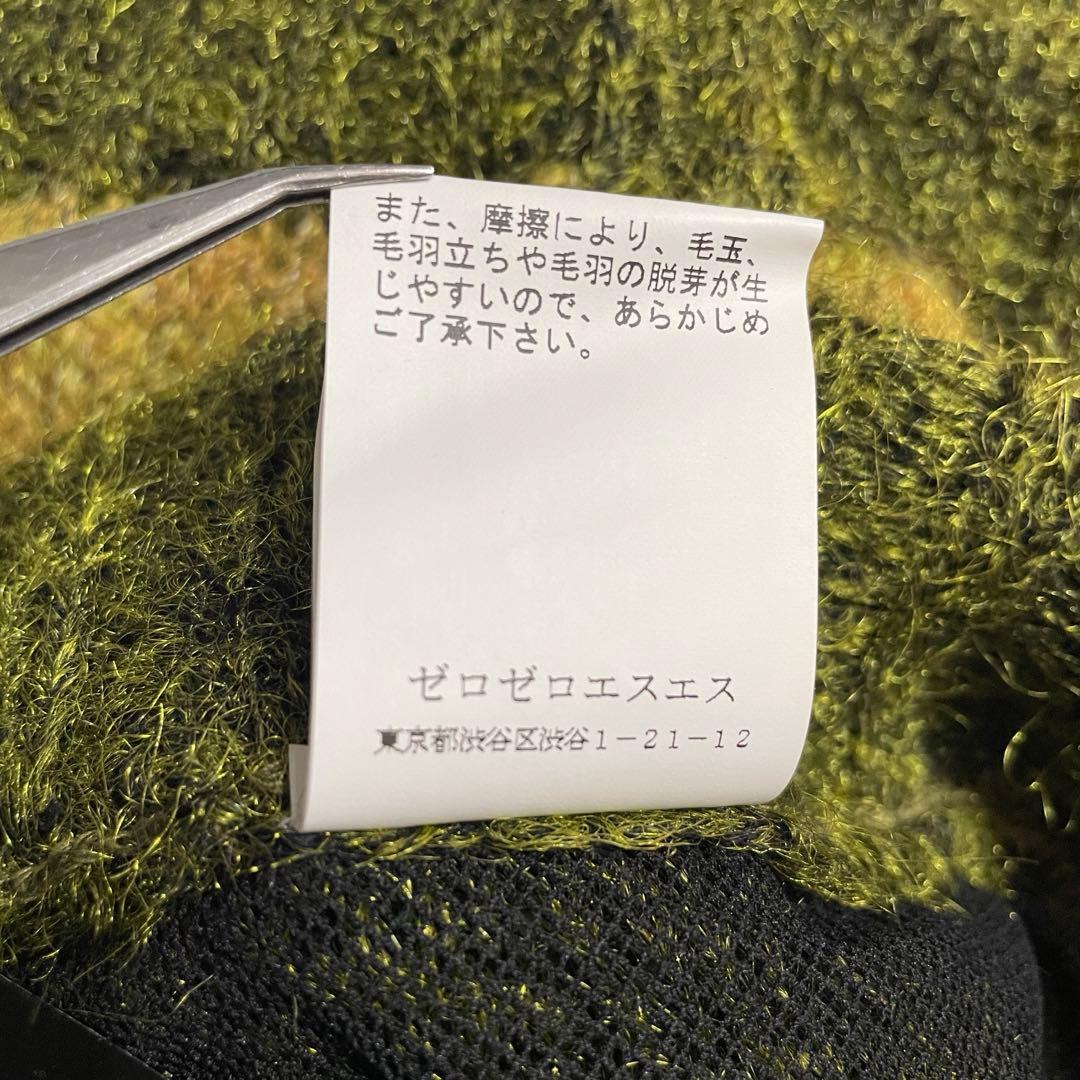 また、摩擦により、毛玉、
毛羽立ちや毛羽の脱芽が生
じやすいので、あらかじめ
ご了承下さい。
ゼロゼロエスエス
東京都渋谷区渋谷1-21-12